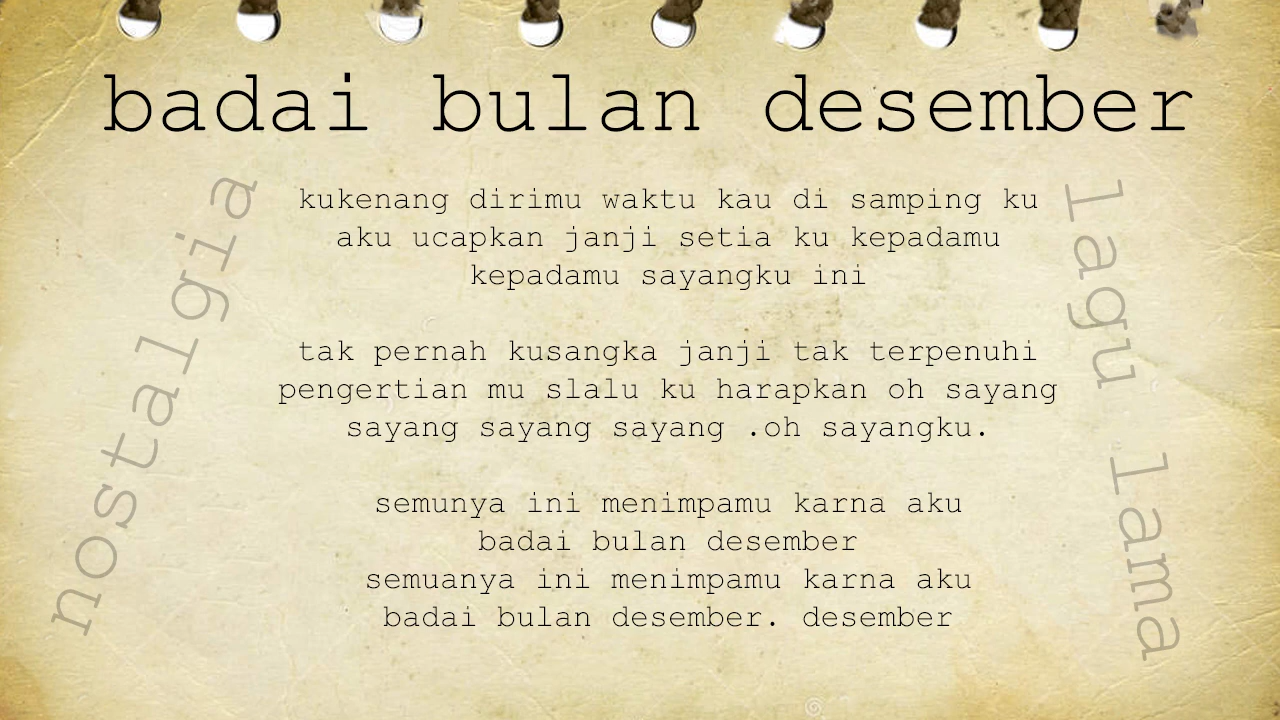 badai bulan desember
nostalgia
kukenang dirimu waktu kau di samping ku
aku ucapkan janji setia ku kepadamu
kepadamu sayangku ini
tak pernah kusangka janji tak terpenuhi
pengertian mu slalu ku harapkan oh sayang
sayang sayang sayang .oh sayangku.
semunya ini menimpamu karna aku
badai bulan desember
semuanya ini menimpamu karna aku
badai bulan desember. desember
lagu lama